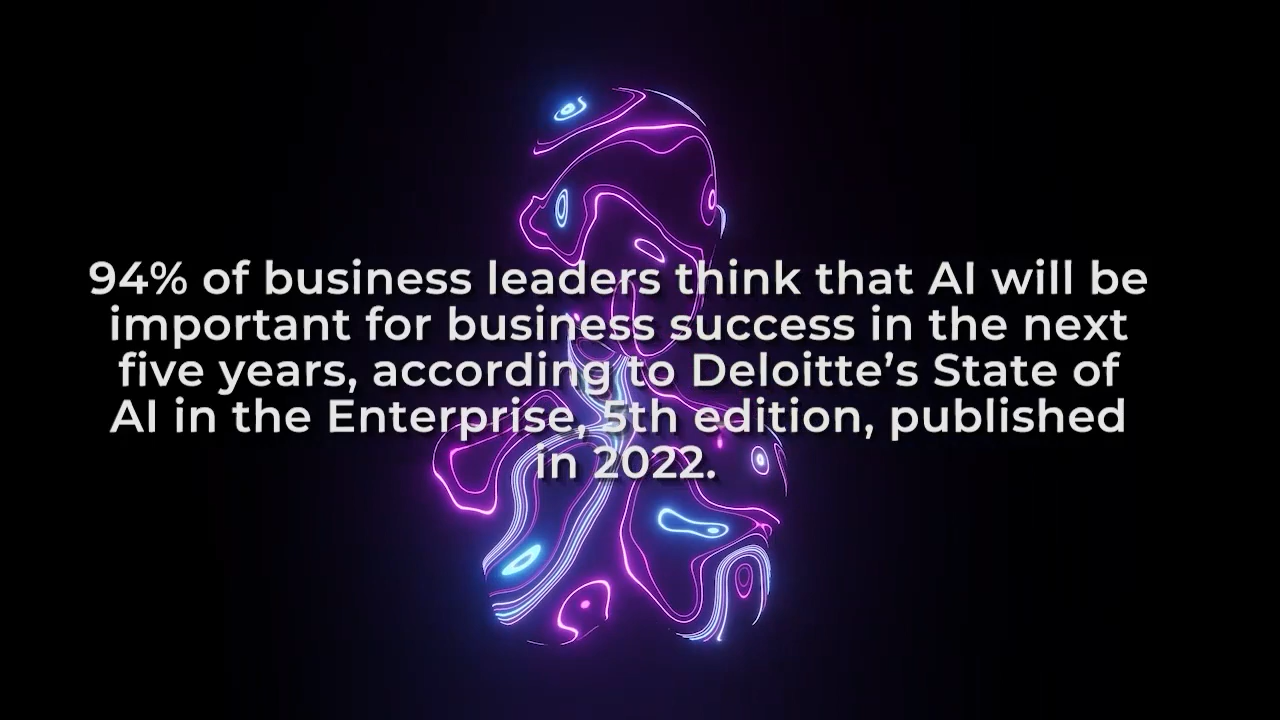 94% of business leaders think that AI will be
important for business success in the next
five years, according to Deloitte’s State of
AI in the Enterprise, 5th edition, published
in 2022.